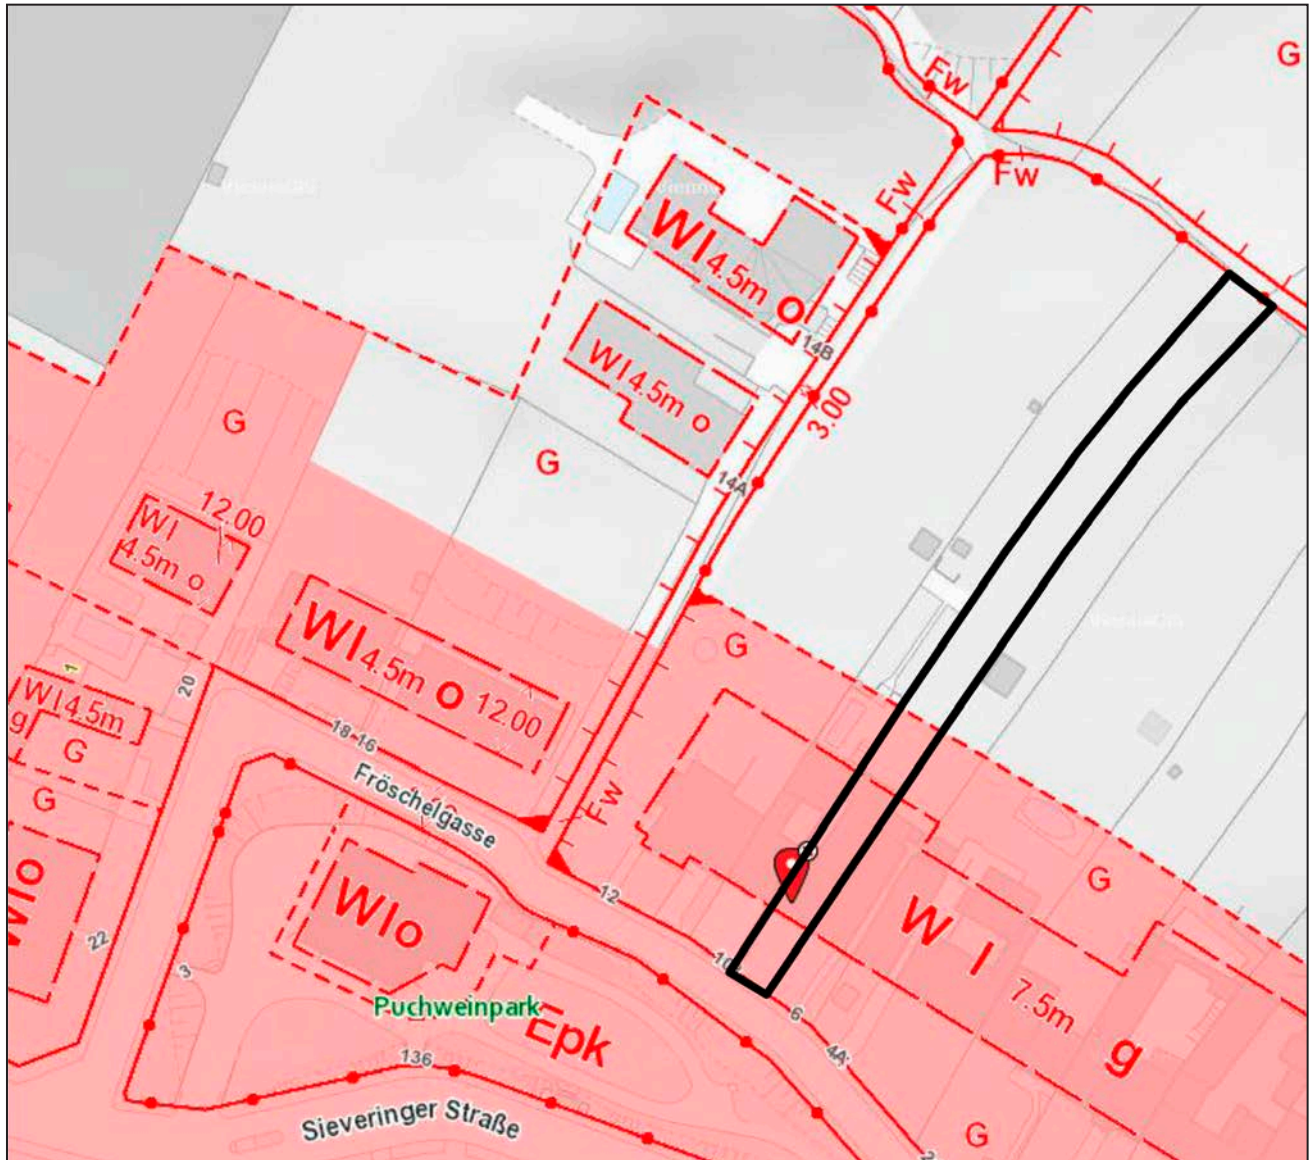 G
Fw
Fw
Fw
WI 4.5m o
14B
WI 4.5m o
3.00
G
G
14A
12.00
WI
4.5m o
G
WI 4.5m o 12.00
20
WI 4.5m
g
G
18-16
Fröschelgasse
Fw
G
12
G
WIo
WIo
W I
7.5m
g
22
3
10
6
4A
Puchweinpark
Epk
136
Sieveringer Straße
G